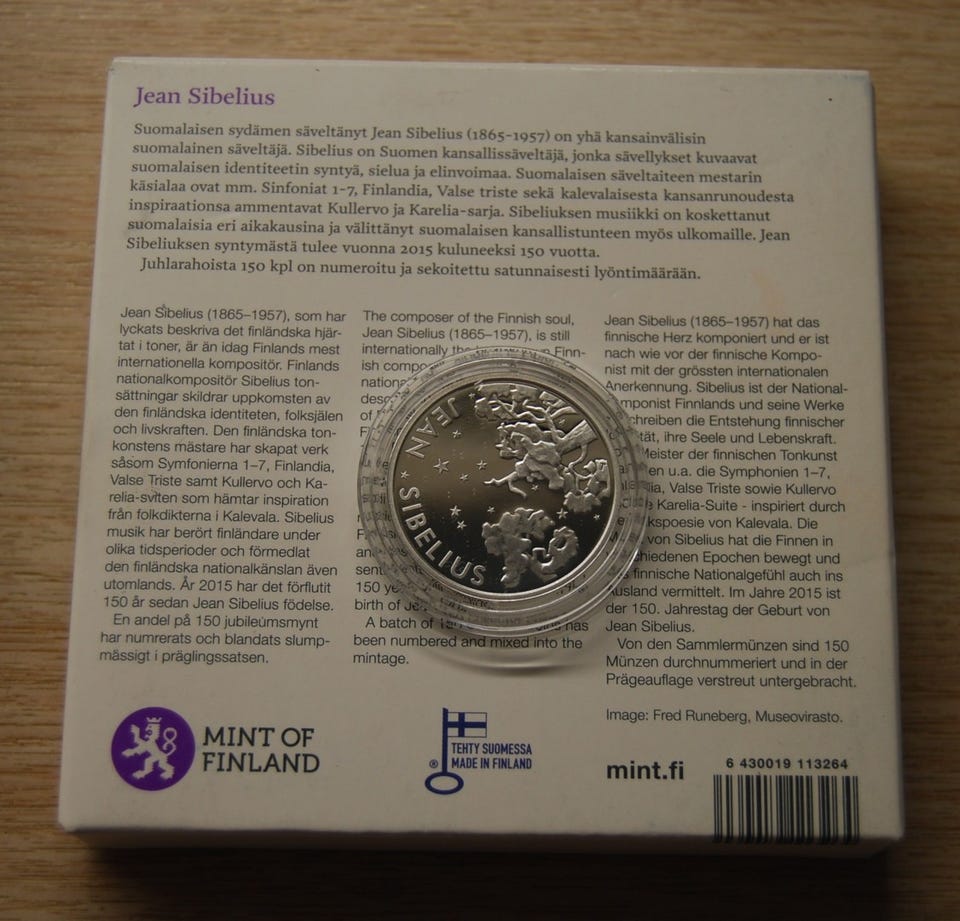 Jean Sibelius
Suomalaisen sydämen säveltänyt Jean Sibelius (1865-1957) on yhä kansainvälisin
suomalainen säveltäjä. Sibelius on Suomen kansallissäveltäjä, jonka sävellykset kuvaavat
suomalaisen identiteetin syntyä, sielua ja elinvoimaa. Suomalaisen säveltaiteen mestarin
käsialaa ovat mm. Sinfoniat 1-7, Finlandia, Valse triste sekä kalevalaisesta kansanrunoudesta
inspiraationsa ammentavat Kullervo ja Karelia-sarja. Sibeliuksen musiikki on koskettanut
suomalaisia eri aikakausina ja välittänyt suomalaisen kansallistunteen myös ulkomaille. Jean
Sibeliuksen syntymästä tulee vuonna 2015 kuluneeksi 150 vuotta.
Juhlarahoista 150 kpl on numeroitu ja sekoitettu satunnaisesti lyöntimäärään.
Jean Sibelius (1865–1957), som har
lyckats beskriva det finländska hjär-
tat i toner, är än idag Finlands mest
internationella kompositör. Finlands
nationalkompositör Sibelius ton-
sättningar skildrar uppkomsten av
den finländska identiteten, folksjälen
och livskraften. Den finländska ton-
konstens mästare har skapat verk
såsom Symfonierna 1–7, Finlandia,
Valse Triste samt Kullervo och Ka-
relia-sviten som hämtar inspiration
från folkdikterna i Kalevala. Sibelius
musik har berört finländare under
olika tidsperioder och förmedlat
den finländska nationalkänslan även
utomlands. År 2015 har det förflutit
150 år sedan Jean Sibelius födelse.
En andel på 150 jubileumsmynt
har numrerats och blandats slump-
mässigt i präglingssatsen.
The composer of the Finnish soul,
Jean Sibelius (1865–1957), is still
internationally the Finn-
ish
of
150
birth of
A batch of has
been numbered and mixed into the
mintage.
JEAN SIBELIUS
Jean Sibelius (1865–1957) hat das
finnische Herz komponiert und er ist
nach wie vor der finnische Kompo-
nist mit der grössten internationalen
Anerkennung. Sibelius ist der National-
Finnlands und seine Werke
die Entstehung finnischer
ihre Seele und Lebenskraft.
Meister der finnischen Tonkunst
u.a. die Symphonien 1–7,
Valse Triste sowie Kullervo
Karelia-Suite - inspiriert durch
von Kalevala. Die
von Sibelius hat die Finnen in
Epochen bewegt und
finnische Nationalgefühl auch ins
Ausland vermittelt. Im Jahre 2015 ist
der 150. Jahrestag der Geburt von
Jean Sibelius.
Von den Sammlermünzen sind 150
Münzen durchnummeriert und in der
Prägeauflage verstreut untergebracht.
Image: Fred Runeberg, Museovirasto.
MINT OF
FINLAND
TEHTY SUOMESSA
® MADE IN FINLAND
mint.fi
6 430019 113264